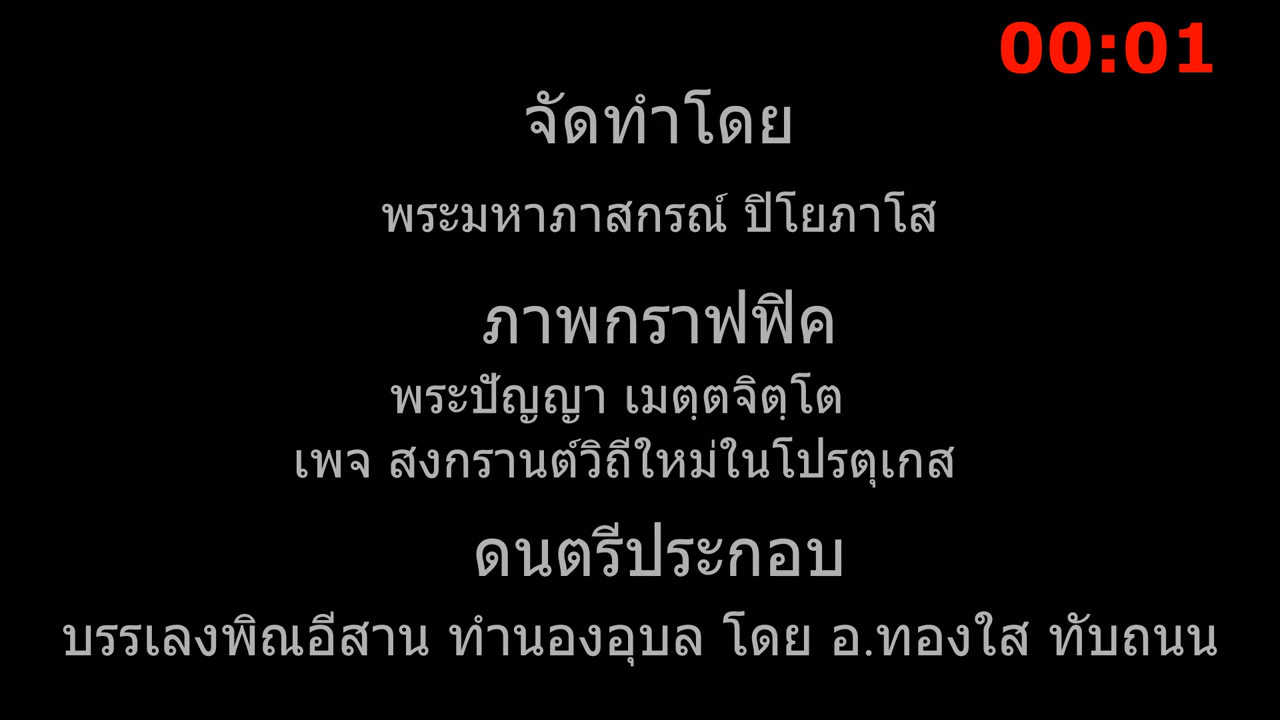 00:01
จัดทำโดย
พระมหาภาสกรณ์ ปิโยภาโส
ภาพกราฟฟิค
พระปัญญา เมตฺตจิตฺโต
เพจ สงกรานต์วิถีใหม่ในโปรตุเกส
ดนตรีประกอบ
บรรเลงพิณอีสาน ทำนองอุบล โดย อ.ทองใส ทับถนน